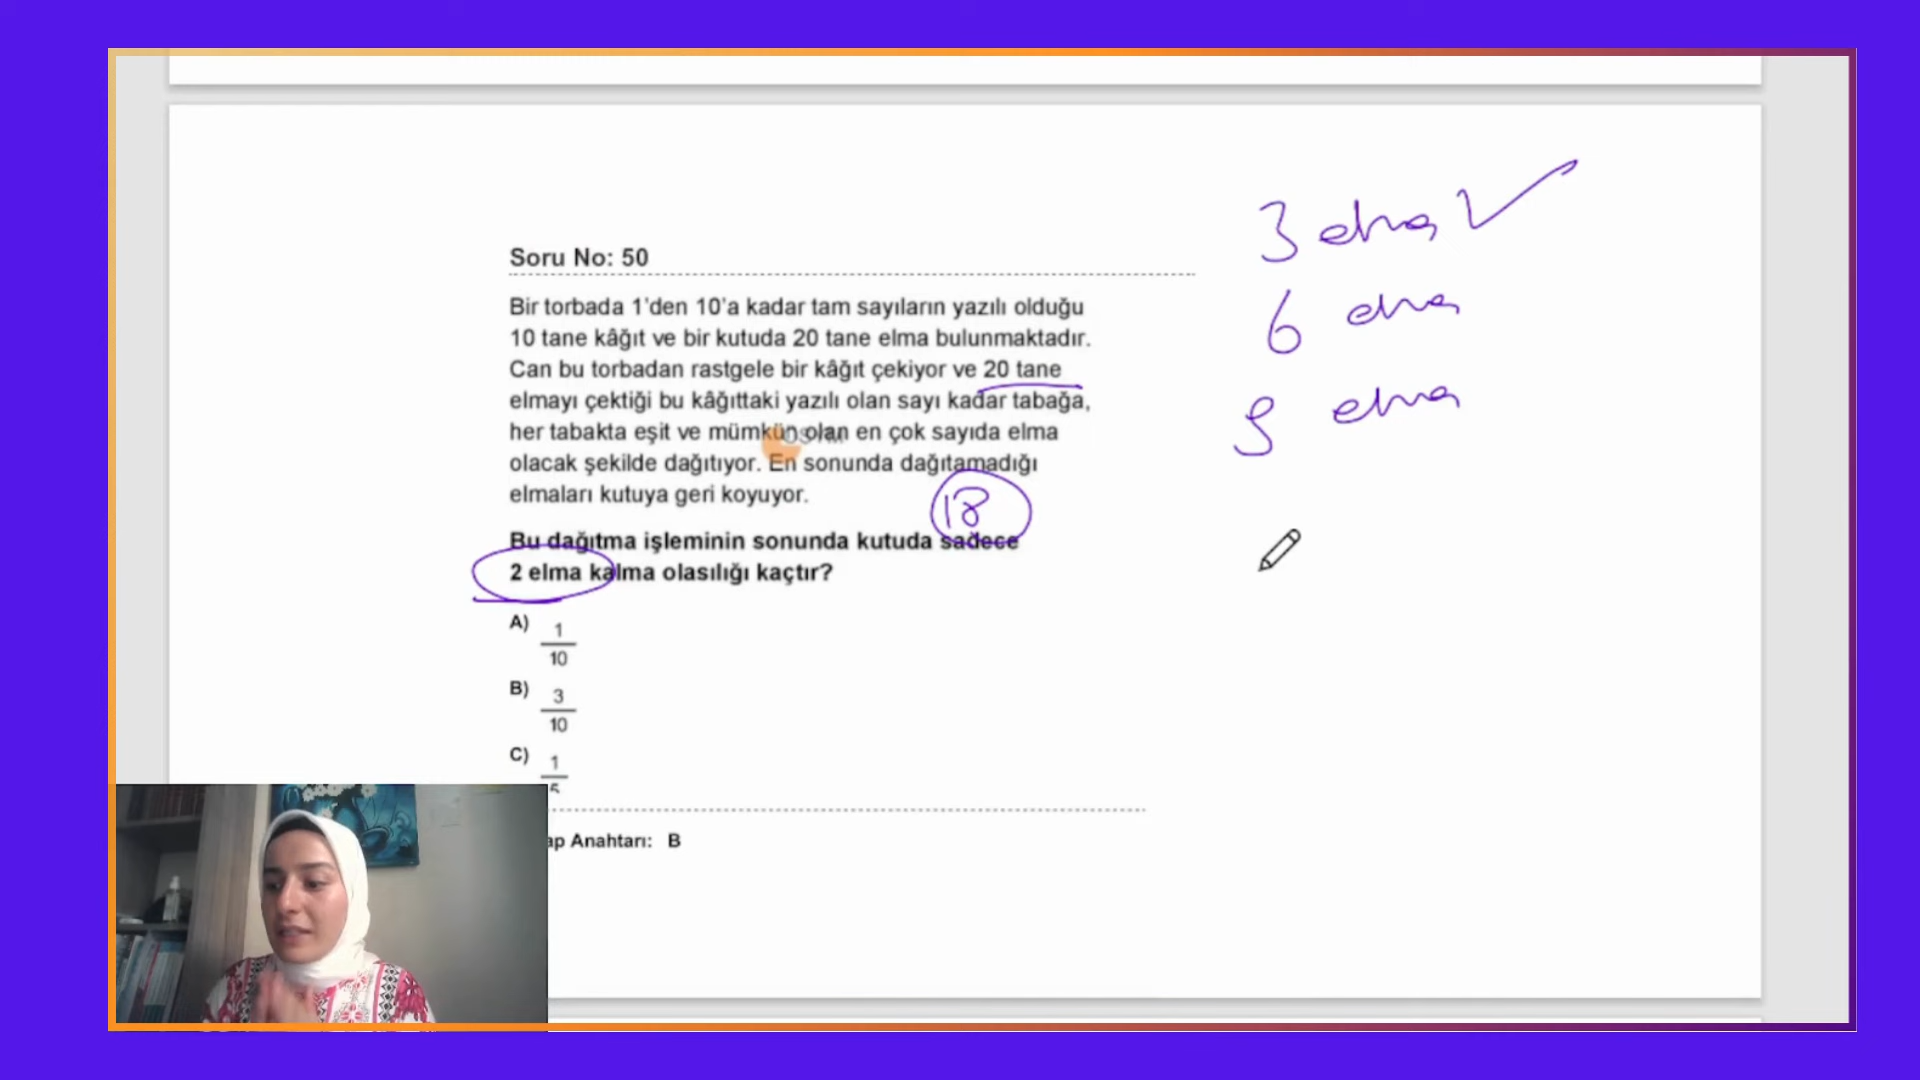 Soru No: 50
Bir torbada 1'den 10'a kadar tam sayıların yazılı olduğu
10 tane kâğıt ve bir kutuda 20 tane elma bulunmaktadır.
Can bu torbadan rastgele bir kâğıt çekiyor ve 20 tane
elmayı çektiği bu kâğıttaki yazılı olan sayı kadar tabağa,
her tabakta eşit ve mümkün olan en çok sayıda elma
olacak şekilde dağıtıyor. En sonunda dağıtamadığı
elmaları kutuya geri koyuyor.
18
Bu dağıtma işleminin sonunda kutuda sadece
2 elma kalma olasılığı kaçtır?
A) 1
10
B) 3
10
C) 1
5
ap Anahtarı: B
3 elma
6 elma
9 elma